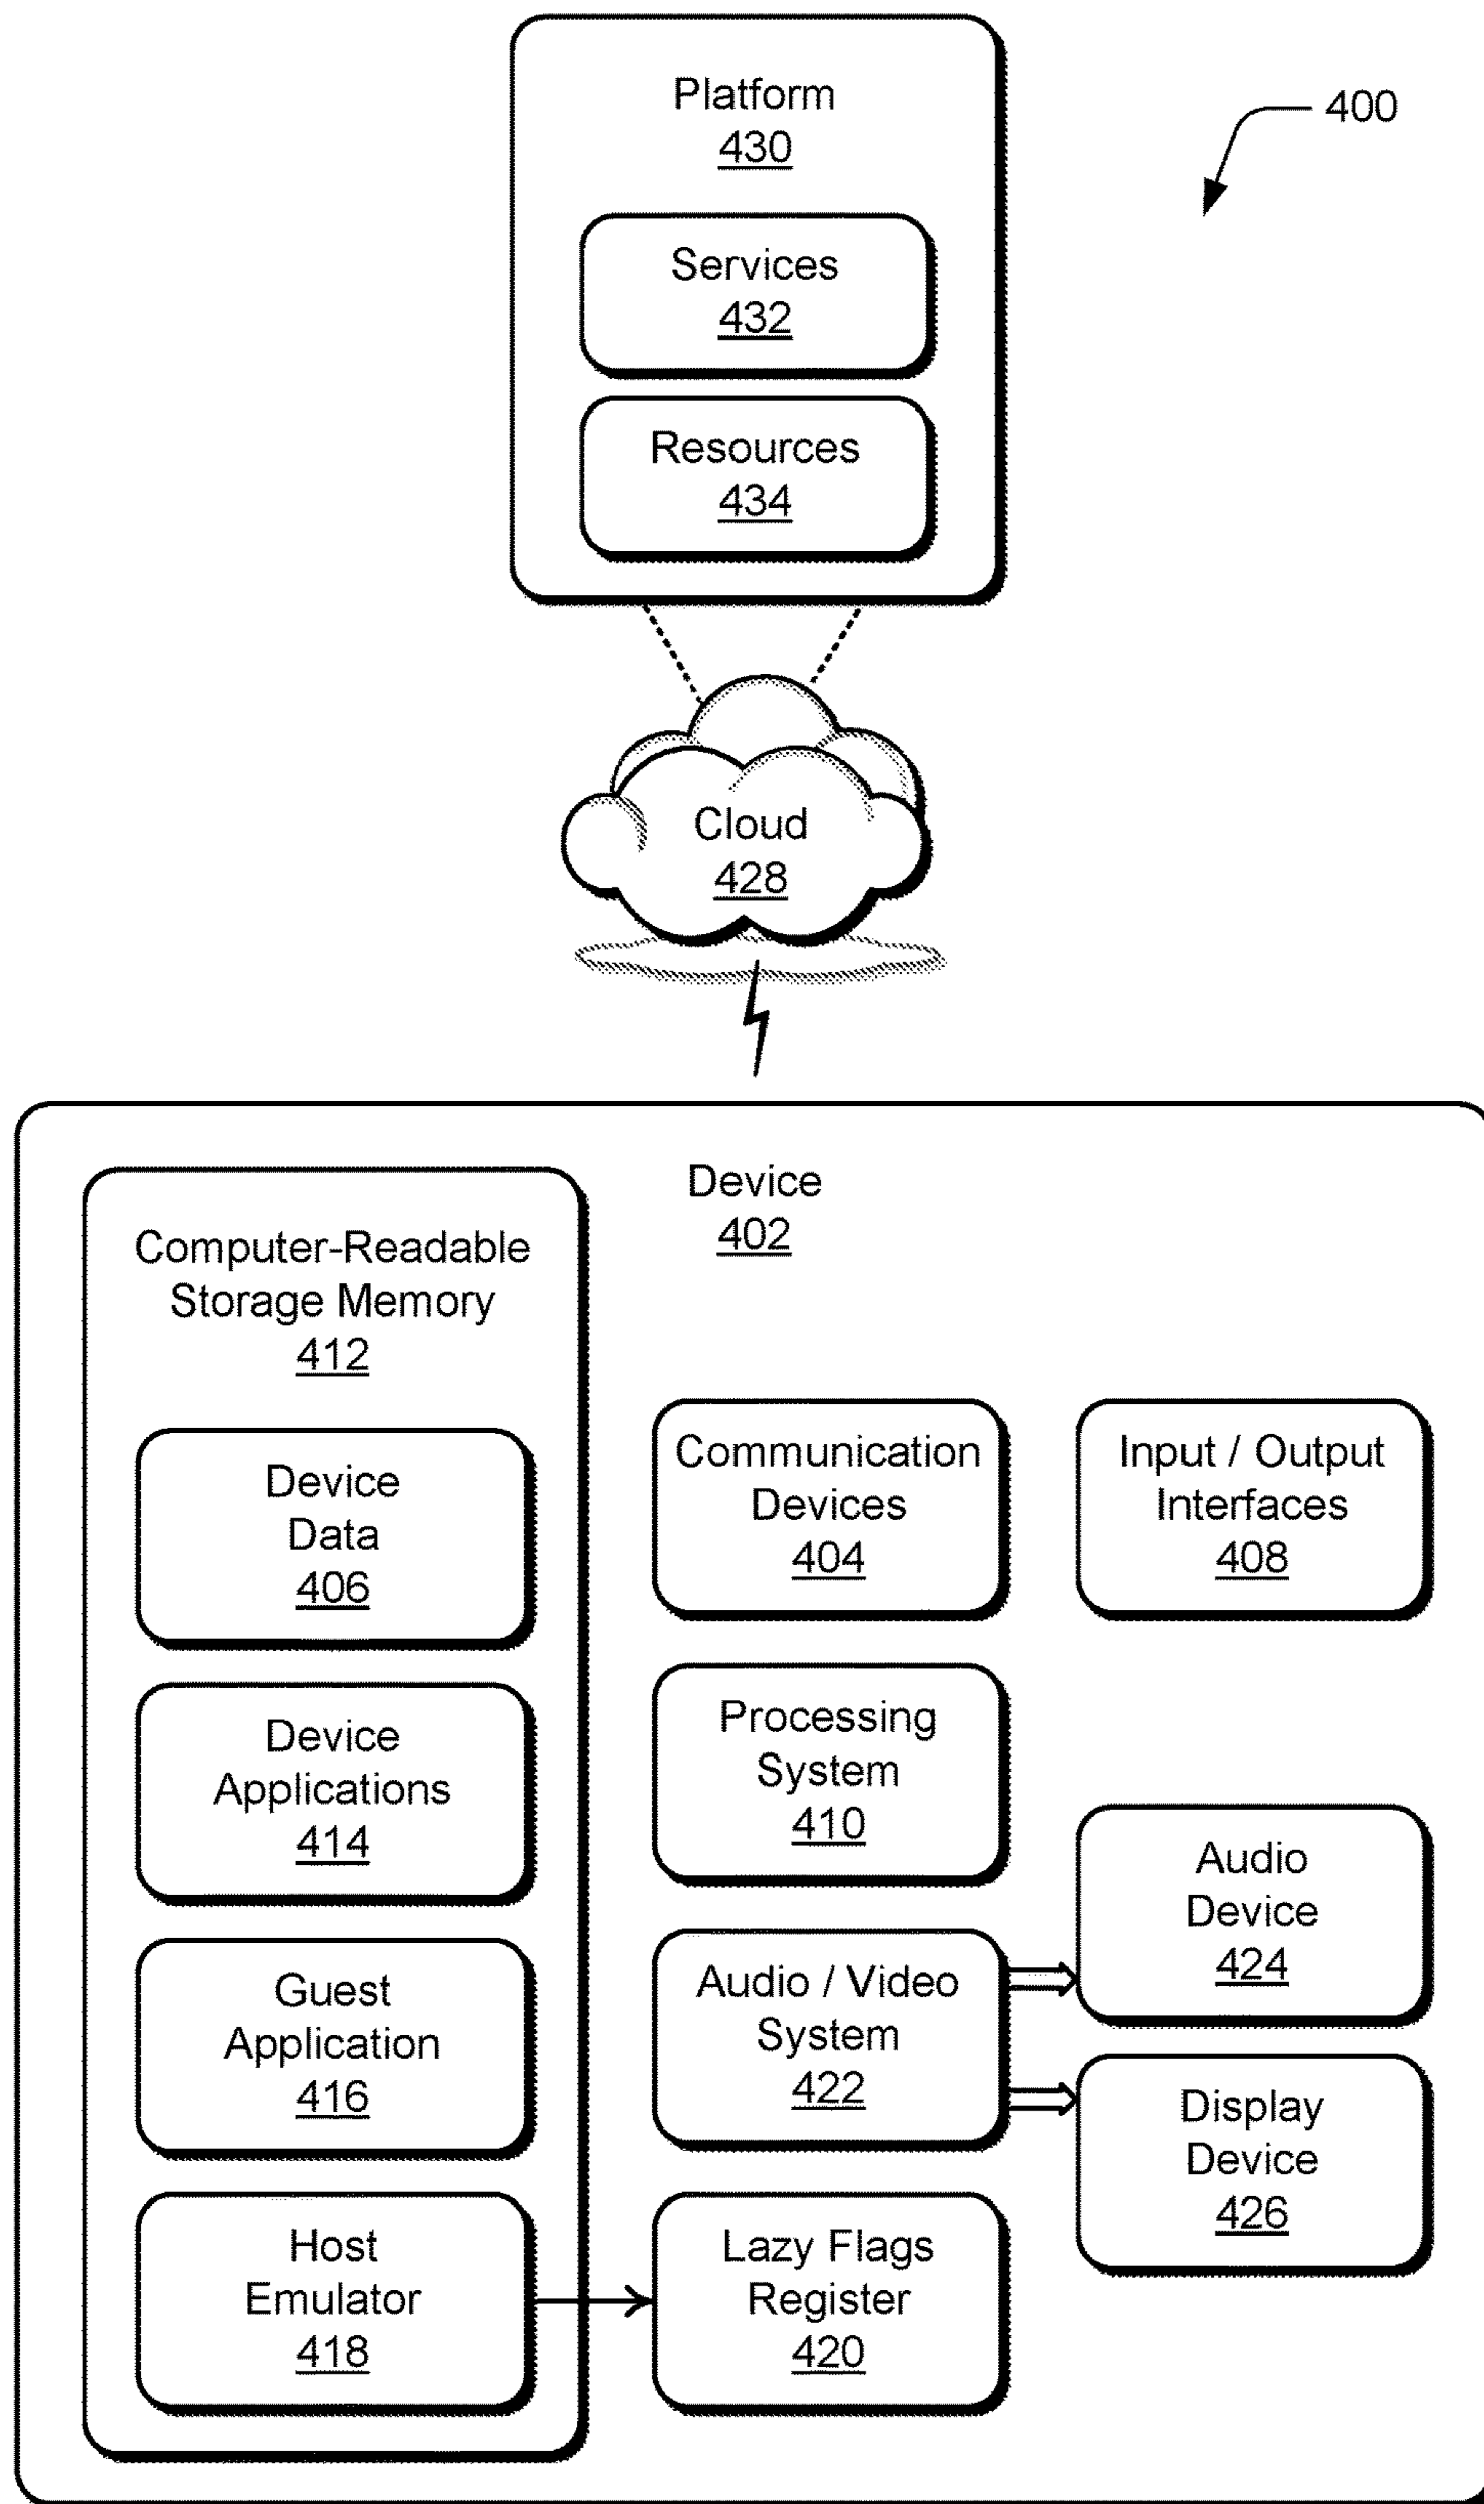 Platform
430
400
Services
432
Resources
434
Cloud
428
Device
402
Computer-Readable
Storage Memory
412
Device
Data
406
Device
Applications
414
Guest
Application
416
Host
Emulator
418
Communication
Devices
404
Processing
System
410
Audio / Video
System
422
Lazy Flags
Register
420
Input / Output
Interfaces
408
Audio
Device
424
Display
Device
426